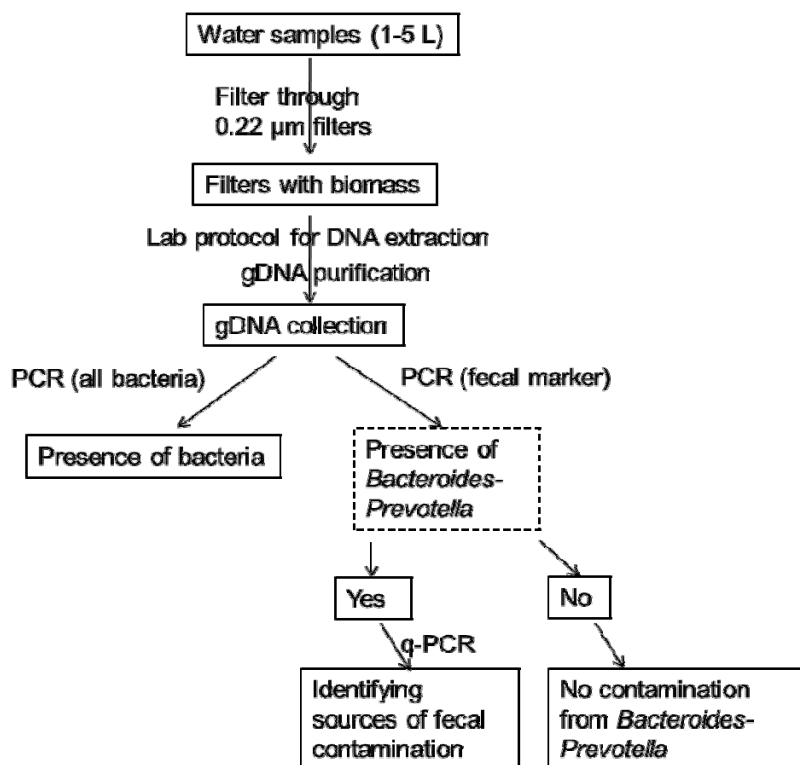 Water samples (1-5 L)
Filter through
0.22 µm filters
Filters with biomass
Lab protocol for DNA extraction
gDNA purification
gDNA collection
PCR (all bacteria)
PCR (fecal marker)
Presence of bacteria
Presence of
Bacteroides-
Prevotella
Yes
No
q-PCR
Identifying
sources of fecal
contamination
No contamination
from Bacteroides-
Prevotella